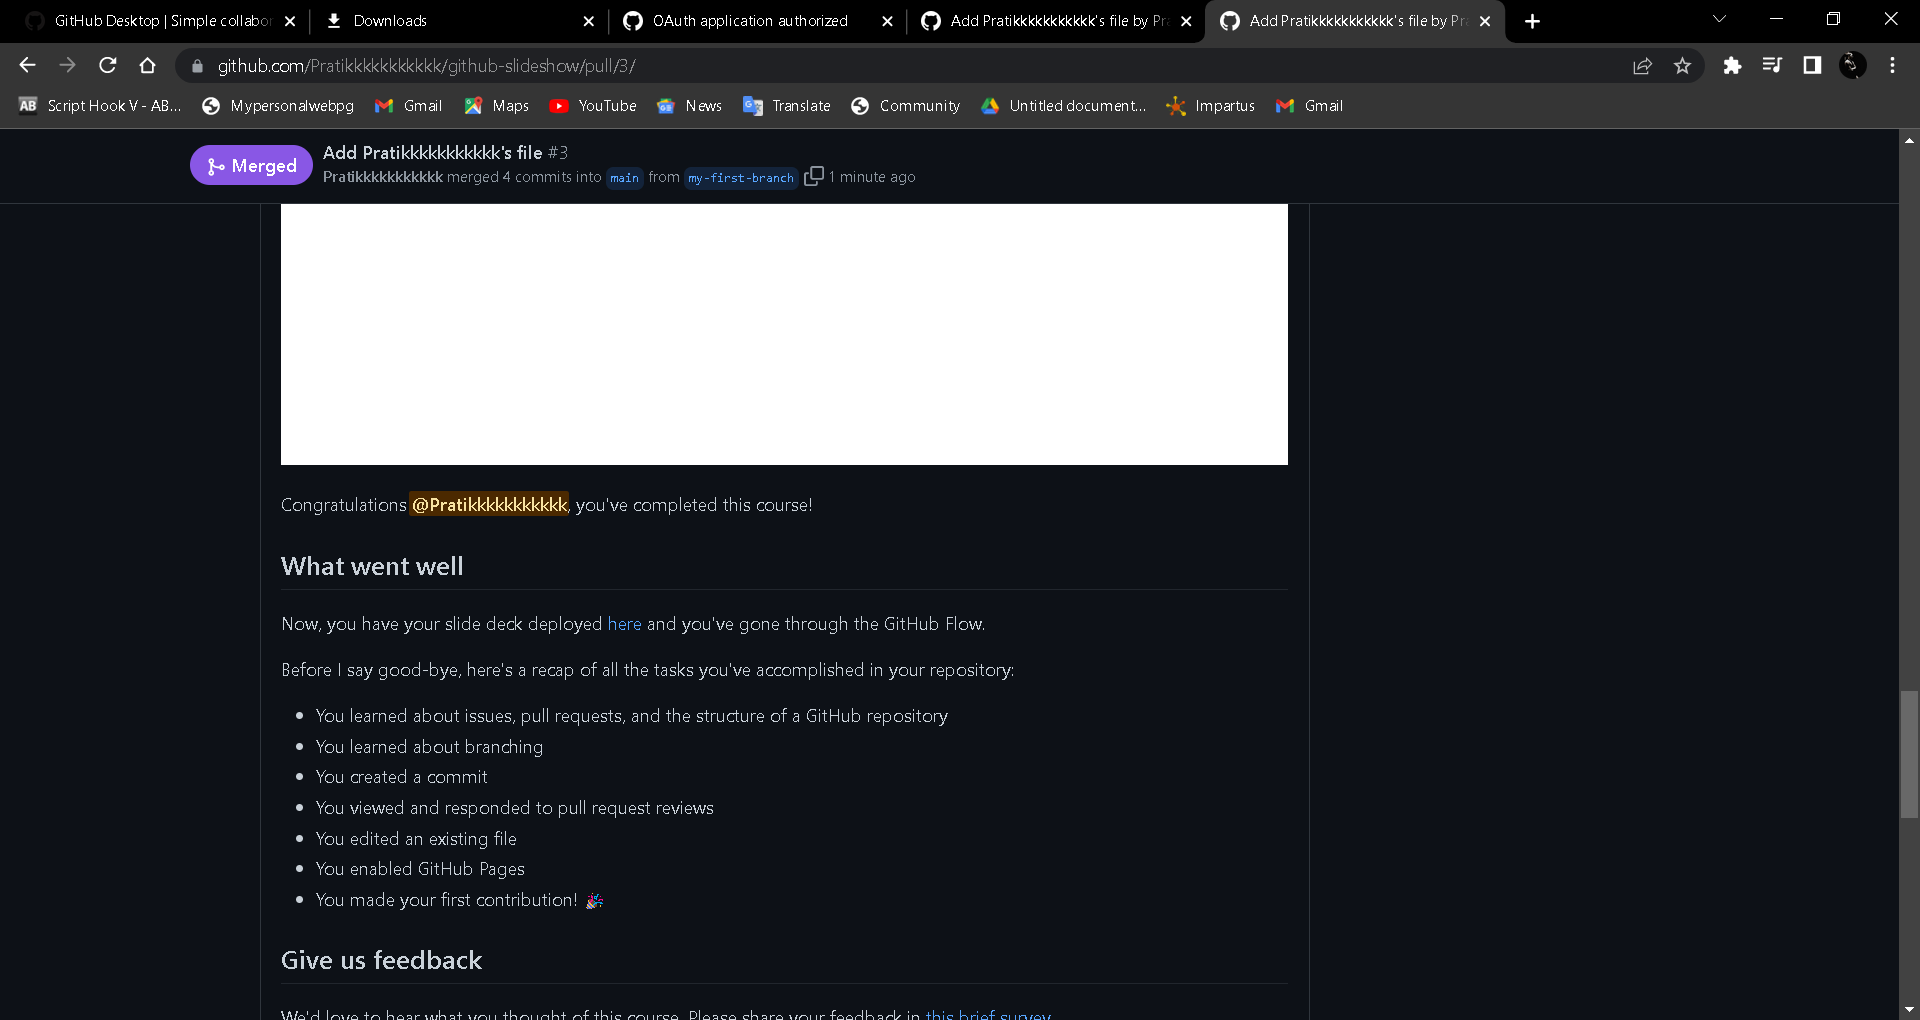 GitHub Desktop | Simple collabor
Downloads
OAuth application authorized
Add Pratikkkkkkkkkkk's file by Pra
Add Pratikkkkkkkkkkk's file by Pra
github.com/Pratikkkkkkkkkkk/github-slideshow/pull/3/
AB Script Hook V - AB...
Mypersonalwebpg
Gmail
Maps
YouTube
News
Translate
Community
Untitled document...
Impartus
Gmail
Merged
Add Pratikkkkkkkkkkk's file #3
Pratikkkkkkkkkkk merged 4 commits into main from my-first-branch 1 minute ago
Congratulations @Pratikkkkkkkkkkk, you've completed this course!
What went well
Now, you have your slide deck deployed here and you've gone through the GitHub Flow.
Before I say good-bye, here's a recap of all the tasks you've accomplished in your repository:
• You learned about issues, pull requests, and the structure of a GitHub repository
• You learned about branching
• You created a commit
• You viewed and responded to pull request reviews
• You edited an existing file
• You enabled GitHub Pages
• You made your first contribution! 🎉
Give us feedback
We'd love to hear what you thought of this course. Please share your feedback in this brief survey.